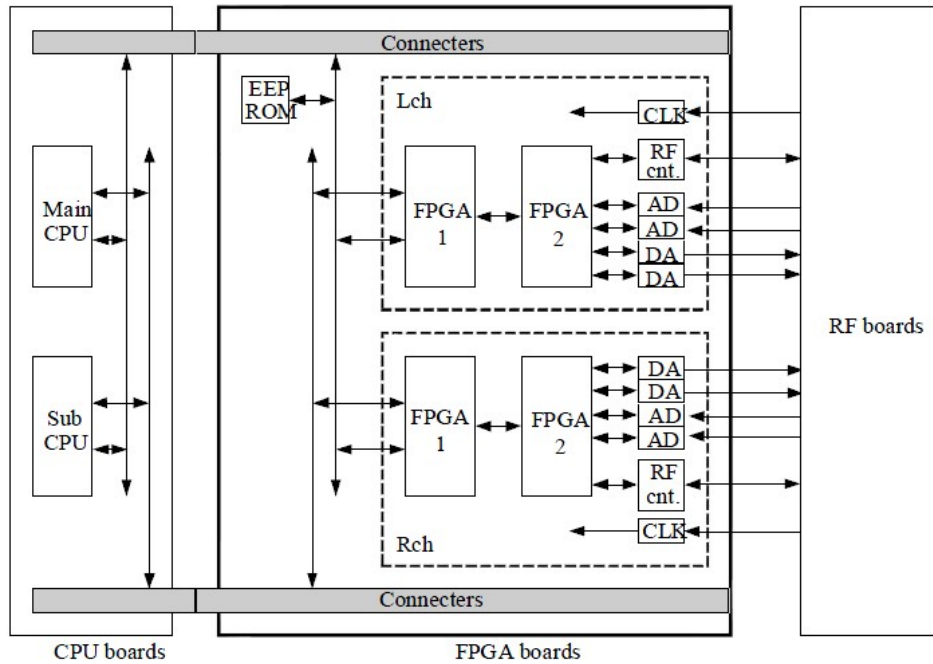 Connecters
EEP
ROM
Lch
CLK
RF
cnt.
Main
CPU
FPGA
1
FPGA
2
AD
AD
DA
DA
RF boards
Sub
CPU
FPGA
1
FPGA
2
DA
DA
AD
AD
RF
cnt.
CLK
Rch
Connecters
CPU boards
FPGA boards